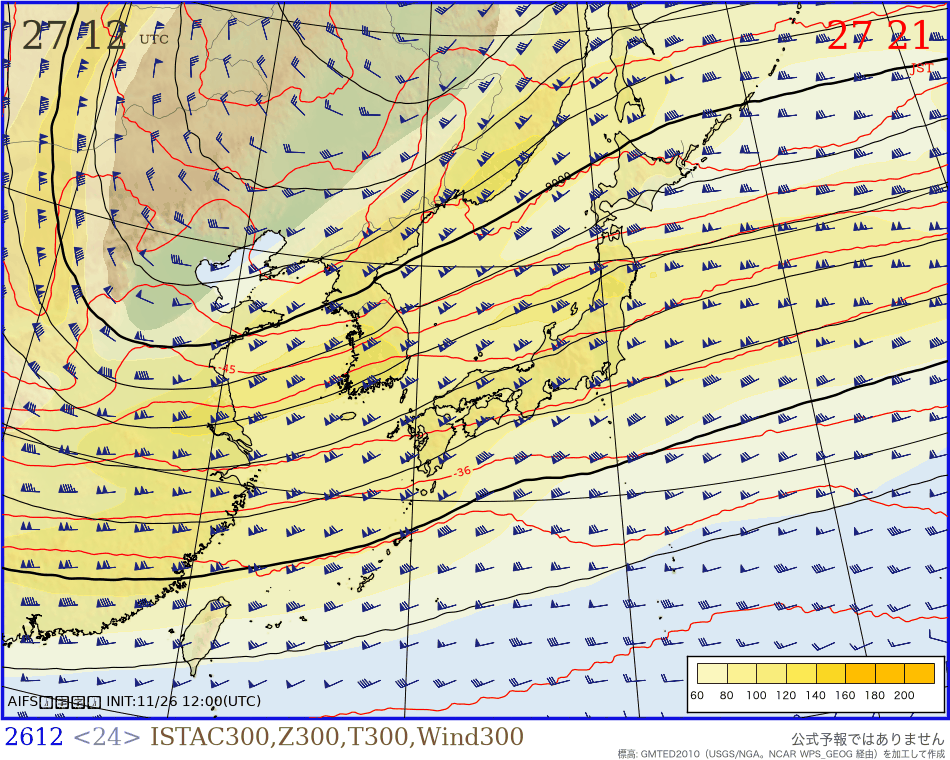 27 12 UTC
27 21
JST
9000
-45
-36
60 80 100 120 140 160 180 200
AIFS INIT:11/26 12:00(UTC)
2612 <24> ISTAC300,Z300,T300,Wind300
公式予報ではありません
標高: GMTED2010（USGS/NGA。NCAR WPS_GEOG 経由）を加工して作成